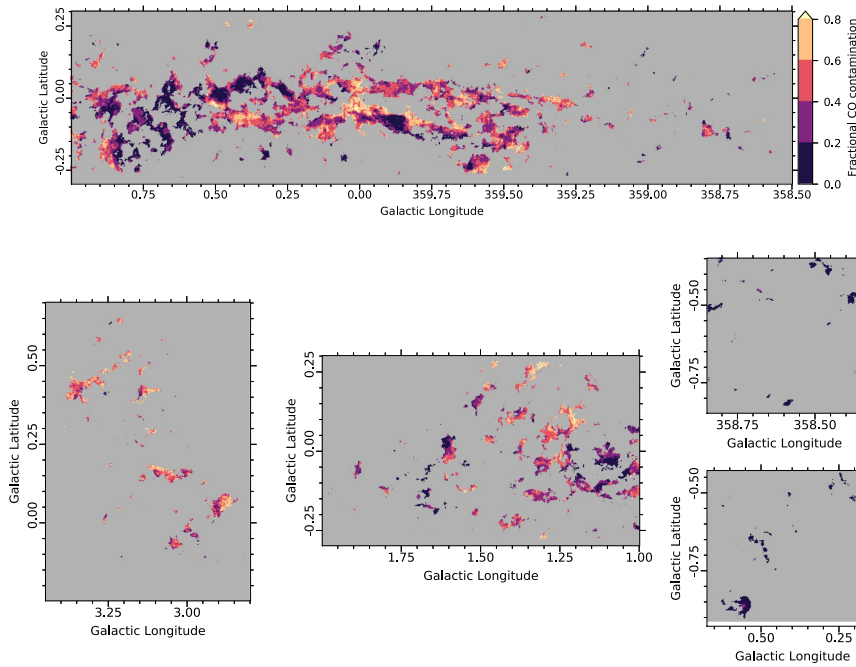 0.25
0.00
-0.25
Galactic Latitude
0.75 0.50 0.25 0.00 359.75 359.50 359.25 359.00 358.75 358.50
Galactic Longitude
0.8
0.6
0.4
0.2
0.0
Fractional CO contamination
0.50
0.25
0.00
Galactic Latitude
3.25 3.00
Galactic Longitude
0.25
0.00
-0.25
Galactic Latitude
1.75 1.50 1.25 1.00
Galactic Longitude
-0.50
-0.75
Galactic Latitude
358.75 358.50
Galactic Longitude
-0.50
-0.75
Galactic Latitude
0.50 0.25
Galactic Longitude